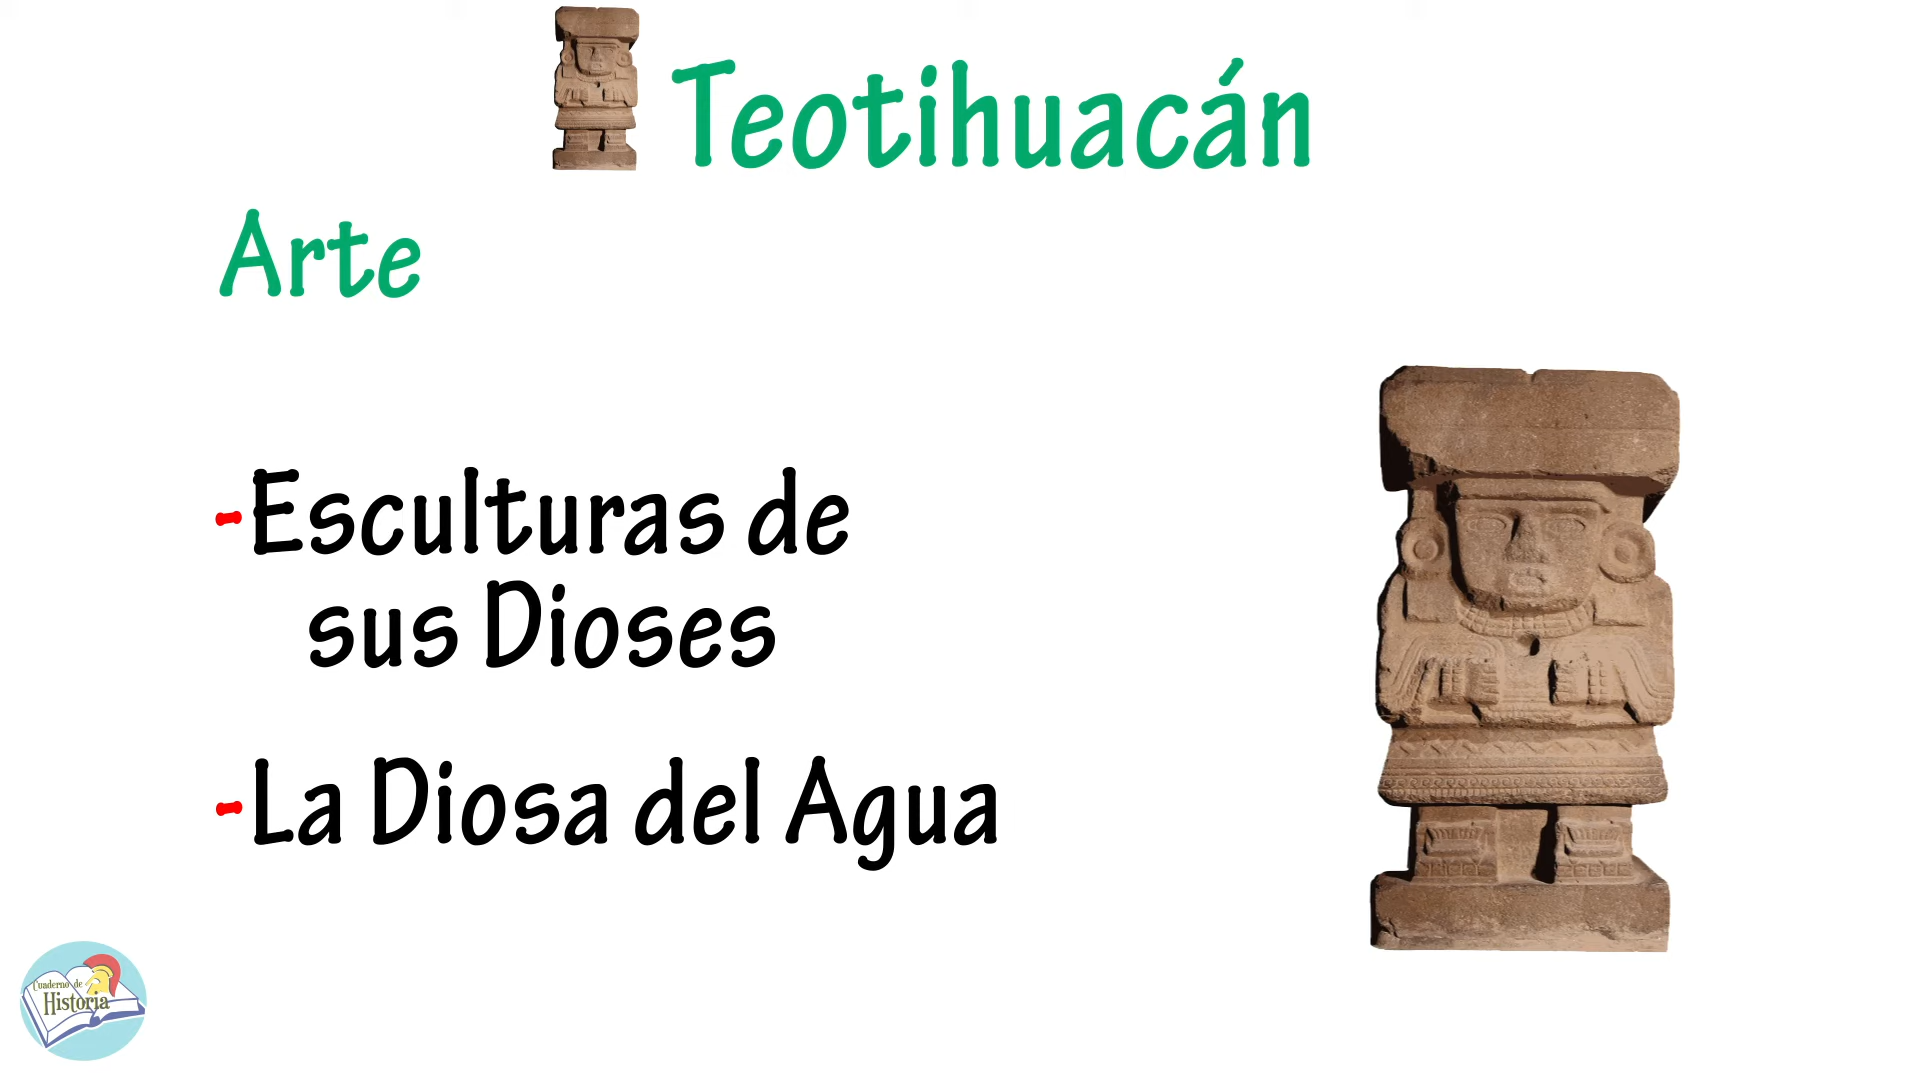 Teotihuacán
Arte
-Esculturas de
sus Dioses
-La Diosa del Agua
Cuaderno de
Historia